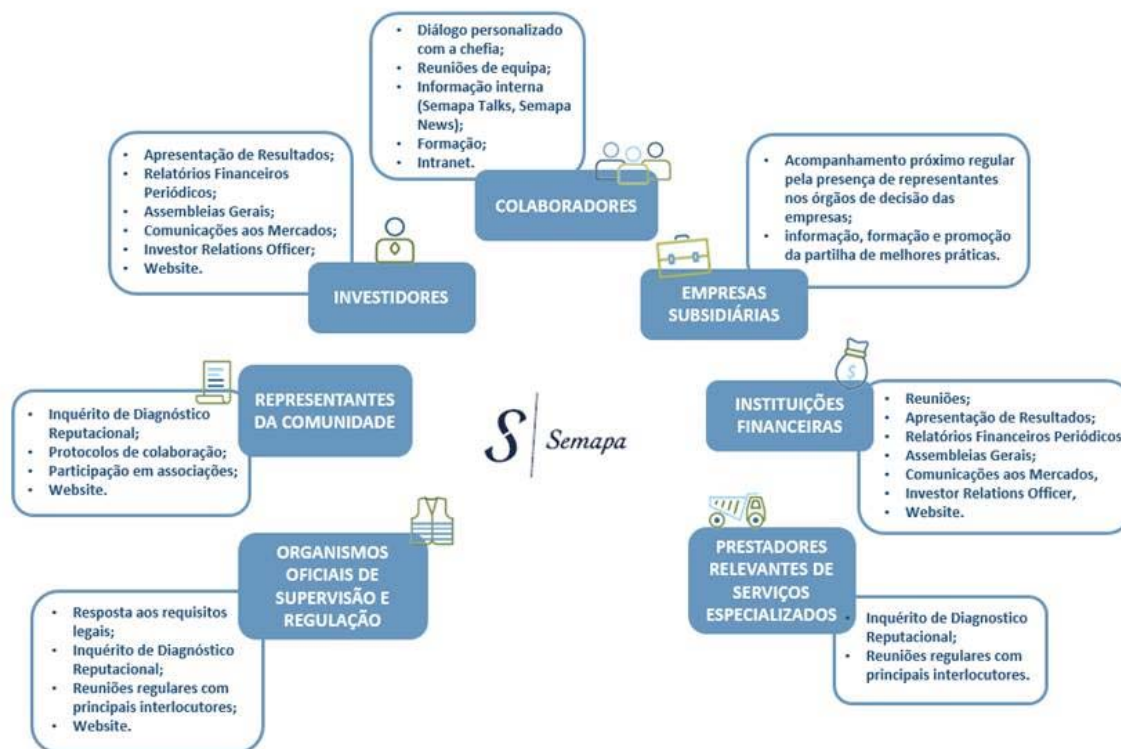 • Diálogo personalizado
com a chefia;
• Reuniões de equipa;
• Informação interna
(Semapa Talks, Semapa
News);
• Formação;
• Intranet.
COLABORADORES
• Apresentação de Resultados;
• Relatórios Financeiros
Periódicos;
• Assembleias Gerais;
• Comunicações aos Mercados;
• Investor Relations Officer;
• Website.
INVESTIDORES
• Acompanhamento próximo regular
pela presença de representantes
nos órgãos de decisão das
empresas;
• informação, formação e promoção
da partilha de melhores práticas.
EMPRESAS
SUBSIDIÁRIAS
REPRESENTANTES
DA COMUNIDADE
• Inquérito de Diagnóstico
Reputacional;
• Protocolos de colaboração;
• Participação em associações;
• Website.
S Semapa
$
INSTITUIÇÕES
FINANCEIRAS
• Reuniões;
• Apresentação de Resultados;
• Relatórios Financeiros Periódicos
• Assembleias Gerais;
• Comunicações aos Mercados,
• Investor Relations Officer,
• Website.
ORGANISMOS
OFICIAIS DE
SUPERVISÃO E
REGULAÇÃO
• Resposta aos requisitos
legais;
• Inquérito de Diagnóstico
Reputacional;
• Reuniões regulares com
principais interlocutores;
• Website.
PRESTADORES
RELEVANTES DE
SERVIÇOS
ESPECIALIZADOS
• Inquérito de Diagnostico
Reputacional;
• Reuniões regulares com
principais interlocutores.